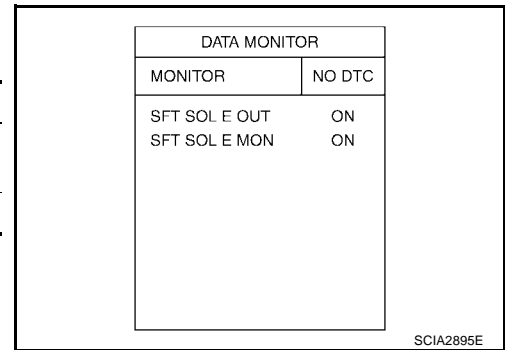 DATA MONITOR
MONITOR NO DTC
SFT SOL E OUT ON
SFT SOL E MON ON
SCIA2895E